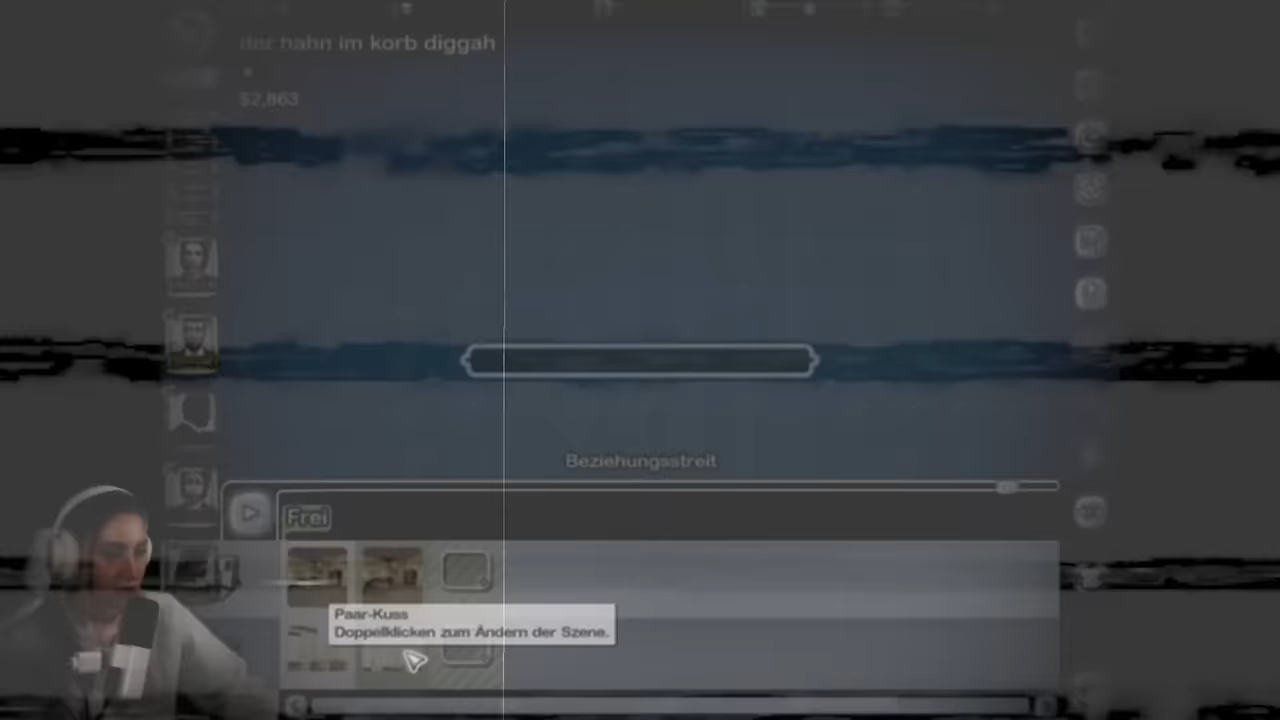 der hahn im korb diggah
$2,863
Beziehungsstreit
Frei
Paar-Kuss
Doppelklicken zum Ändern der Szene.